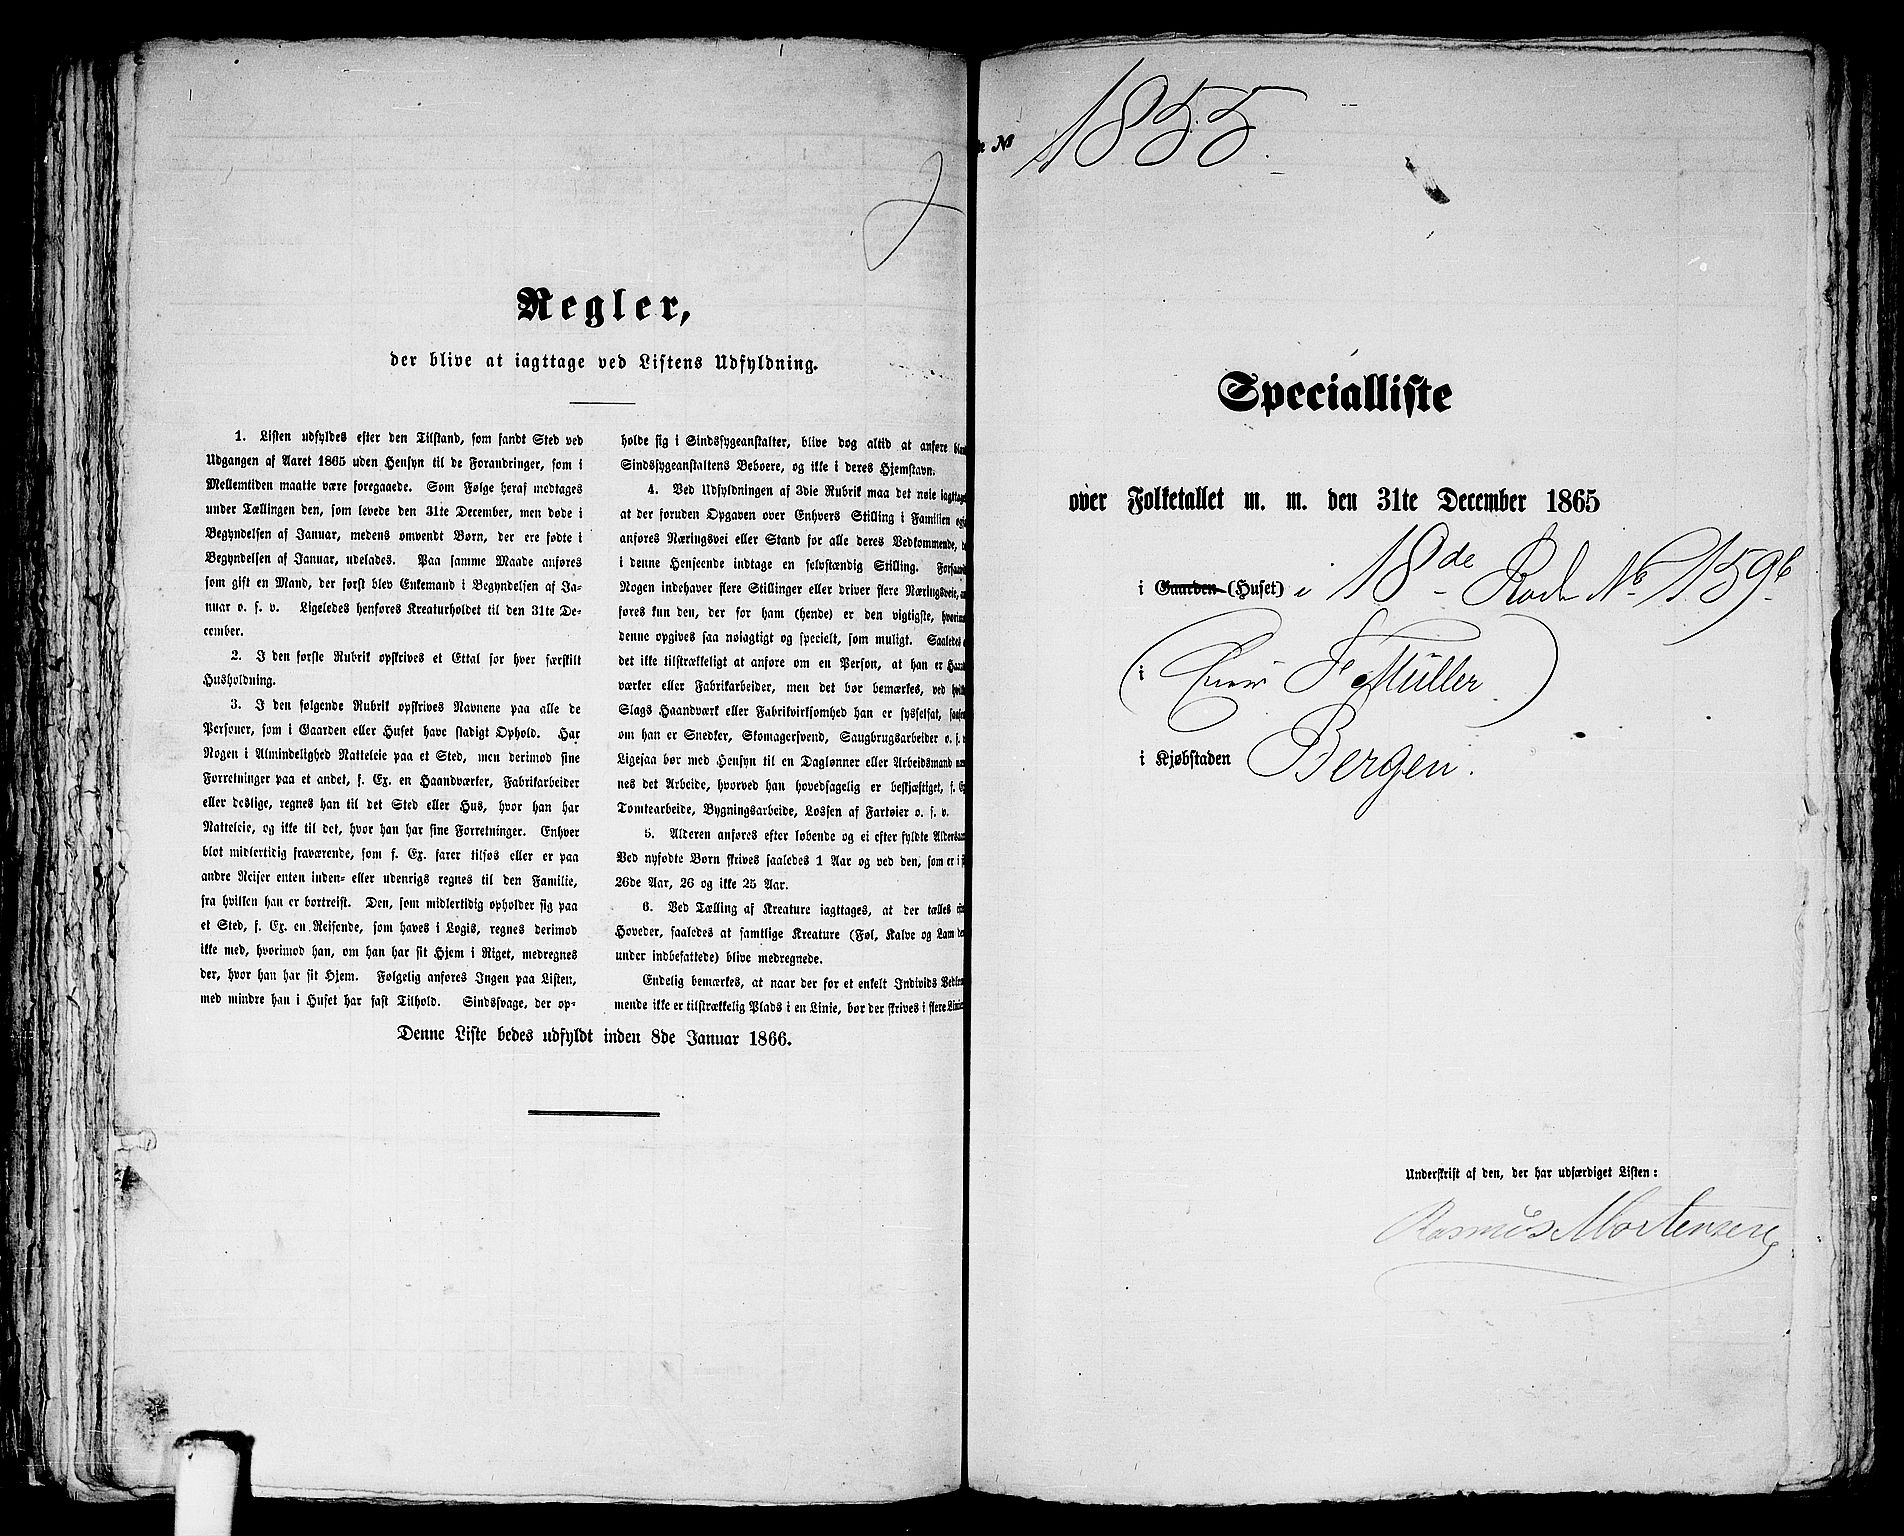 Regler,
der blive at iagttage ved Listens Udfyldning.
1. Listen udfyldes efter den Tilstand, som fandt Sted ved
Udgangen af Aaret 1865 uden Hensyn til de Forandringer, som i
Mellemtiden maatte være foregaaede. Som Følge heraf medtages
under Tællingen den, som levede den 31te December, men døde i
Begyndelsen af Januar, medens omvendt Børn, der ere fødte i
Begyndelsen af Januar, udelades. Paa samme Maade anføres
som gift en Mand, der først blev Enkemand i Begyndelsen af Ja-
nuar o. s. v. Ligeledes henføres Kreaturholdet til den 31te De-
cember.
2. I den første Rubrik opskrives et Ettal for hver særskilt
Husholdning.
3. I den følgende Rubrik opskrives Navnene paa alle de
Personer, som i Gaarden eller Huset have stadigt Ophold. Har
Nogen i Almindelighed Natteleie paa et Sted, men derimod sine
Forretninger paa et andet, f. Ex. en Haandværker, Fabrikarbeider
eller deslige, regnes han til det Sted eller Hus, hvor han har
Natteleie, og ikke til det, hvor han har sine Forretninger. Enhver
blot midlertidig fraværende, som f. Ex. farer tilsøs eller er paa
andre Reiser enten inden- eller udenrigs regnes til den Familie,
fra hvilken han er bortreist. Den, som midlertidig opholder sig paa
et Sted, f. Ex. en Reisende, som haves i Logis, regnes derimod
ikke med, hvorimod han, om han har sit Hjem i Riget, medregnes
der, hvor han har sit Hjem. Følgelig anføres Ingen paa Listen,
med mindre han i Huset har fast Tilhold. Sindssvage, der op-
holde sig i Sindssygeanstalter, blive dog altid at anføre
Sindssygeanstaltens Beboere, og ikke i deres Hjemstavn.
4. Ved Udfyldningen af 3die Rubrik maa det nøie iagttages
at der foruden Opgaven over Enhvers Stilling i Familien
anføres Næringsvei eller Stand for alle deres Vedkommende,
i denne Henseende indtage en selvstændig Stilling. Forsaavidt
Nogen indehaver flere Stillinger eller driver flere Næringsveie,
føres kun den, der for ham (hende) er den vigtigste, hvorimod
denne opgives saa nøiagtigt og specielt, som muligt. Saaledes
det ikke tilstrækkeligt at anføre om en Person, at han er
værker eller Fabrikarbeider, men det bør bemærkes, ved
Slags Haandværk eller Fabrikvirksomhed han er sysselsat,
om han er Snedker, Skomagersvend, Saugbrugsarbeider o. s.
Ligesaa bør med Hensyn til en Daglønner eller Arbeidsmand
nes det Arbeide, hvorved han hovedsagelig er beskjæftiget, f.
Tomtearbeide, Bygningsarbeide, Lossen af Fartøier o. s. v.
5. Alderen anføres efter løbende og ei efter fyldte
Ved nyfødte Børn skrives saaledes 1 Aar og ved den, som er i
26de Aar, 26 og ikke 25 Aar.
6. Ved Tælling af Kreature iagttages, at der tælles
Hoveder, saaledes at samtlige Kreature (Føl, Kalve og Lam
under indbefattede) blive medregnede.
Endelig bemærkes, at naar der for et enkelt Individs
mende ikke er tilstrækkelig Plads i en Linie, bør der skrives i flere
Denne Liste bedes udfyldt inden 8de Januar 1866.
№ 1855.
Specialliste
over Folketallet m. m. den 31te December 1865
i Gaarden (Huset) i 18de Rode No 159b
i F Müller
i Kjøbstaden Bergen.
Underskrift af den, der har udfærdiget Listen:
Rasmus Mortensen